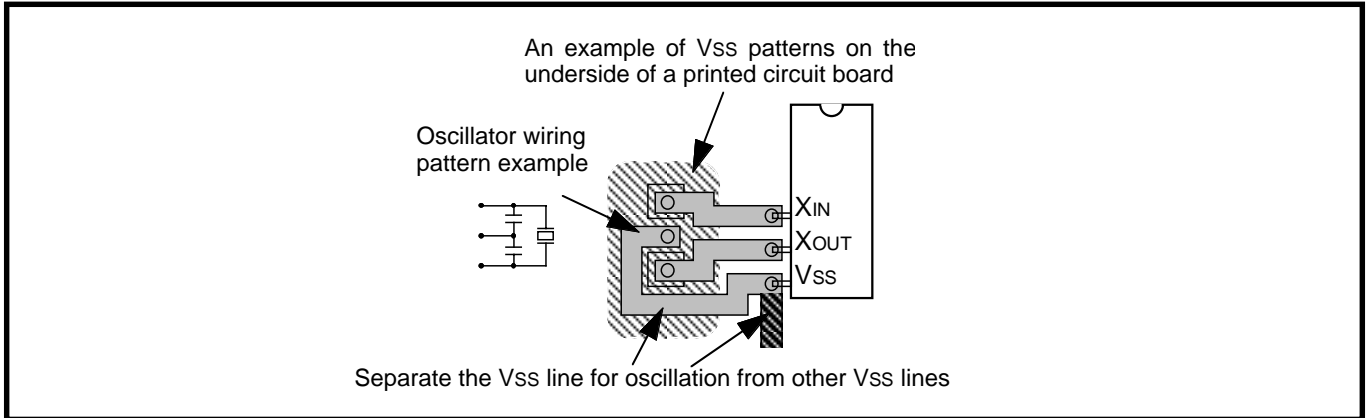 An example of Vss patterns on the
underside of a printed circuit board
Oscillator wiring
pattern example
XIN
XOUT
Vss
Separate the Vss line for oscillation from other Vss lines